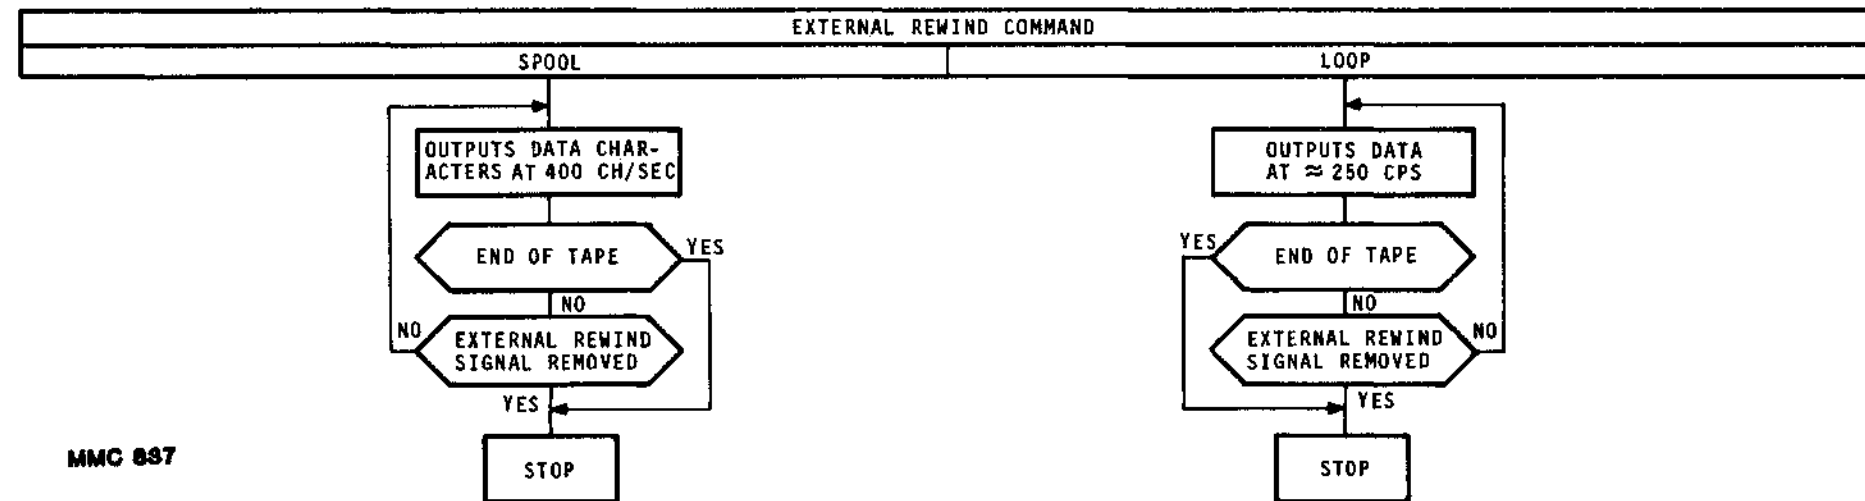 EXTERNAL REWIND COMMAND
SPOOL
LOOP
OUTPUTS DATA CHAR-
ACTERS AT 400 CH/SEC
END OF TAPE
YES
NO
NO
EXTERNAL REWIND
SIGNAL REMOVED
YES
STOP
OUTPUTS DATA
AT ≈ 250 CPS
YES
END OF TAPE
NO
EXTERNAL REWIND
SIGNAL REMOVED
NO
YES
STOP
MMC 837